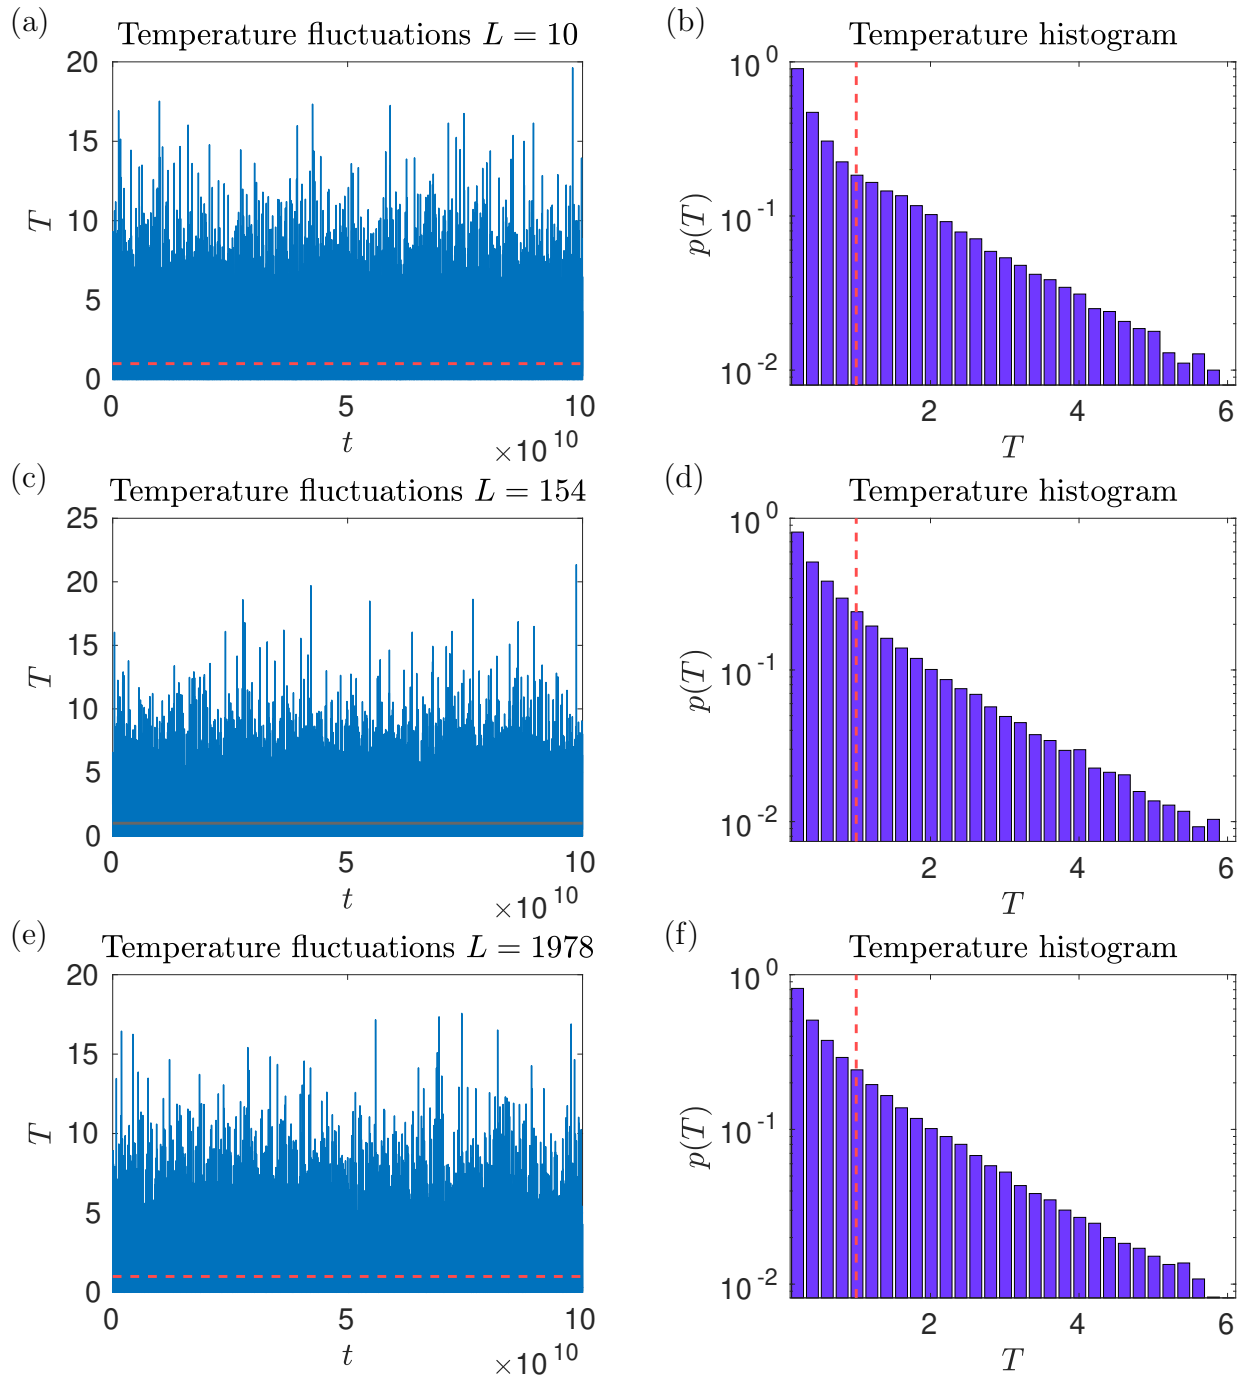 (a)
Temperature fluctuations L = 10
20
15
10
5
0
T
0 5 10
t
×10^10
(b)
Temperature histogram
10^0
10^-1
10^-2
p(T)
2 4 6
T
(c)
Temperature fluctuations L = 154
25
20
15
10
5
0
T
0 5 10
t
×10^10
(d)
Temperature histogram
10^0
10^-1
10^-2
p(T)
2 4 6
T
(e)
Temperature fluctuations L = 1978
20
15
10
5
0
T
0 5 10
t
×10^10
(f)
Temperature histogram
10^0
10^-1
10^-2
p(T)
2 4 6
T